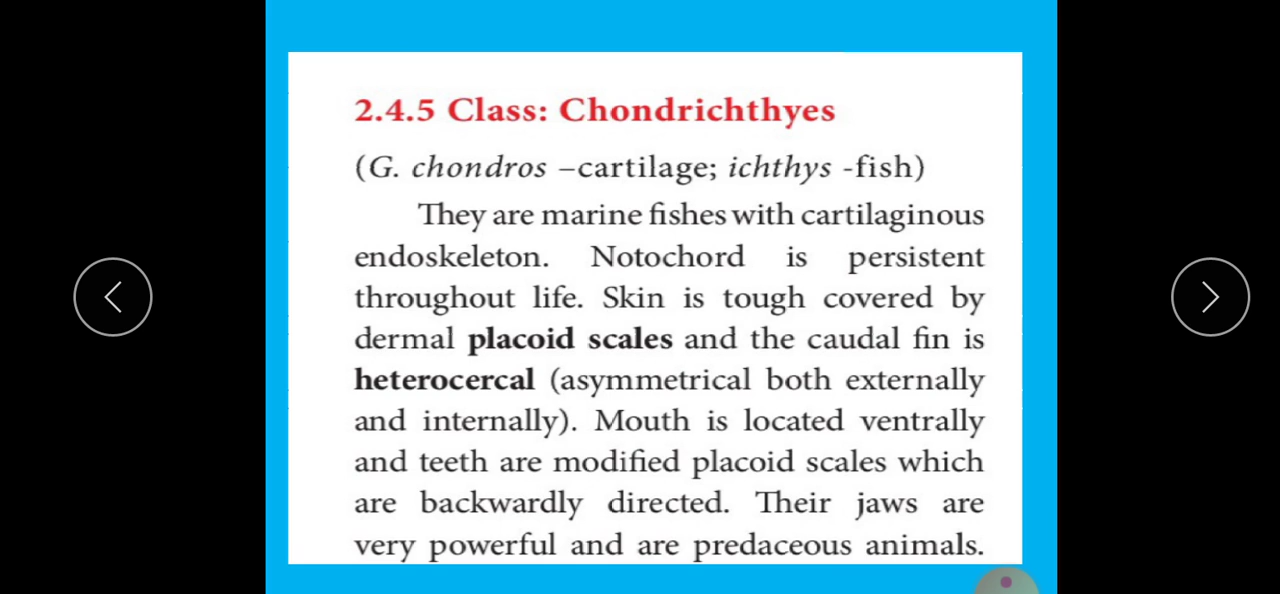 2.4.5 Class: Chondrichthyes
(G. chondros –cartilage; ichthys -fish)
They are marine fishes with cartilaginous
endoskeleton. Notochord is persistent
throughout life. Skin is tough covered by
dermal placoid scales and the caudal fin is
heterocercal (asymmetrical both externally
and internally). Mouth is located ventrally
and teeth are modified placoid scales which
are backwardly directed. Their jaws are
very powerful and are predaceous animals.